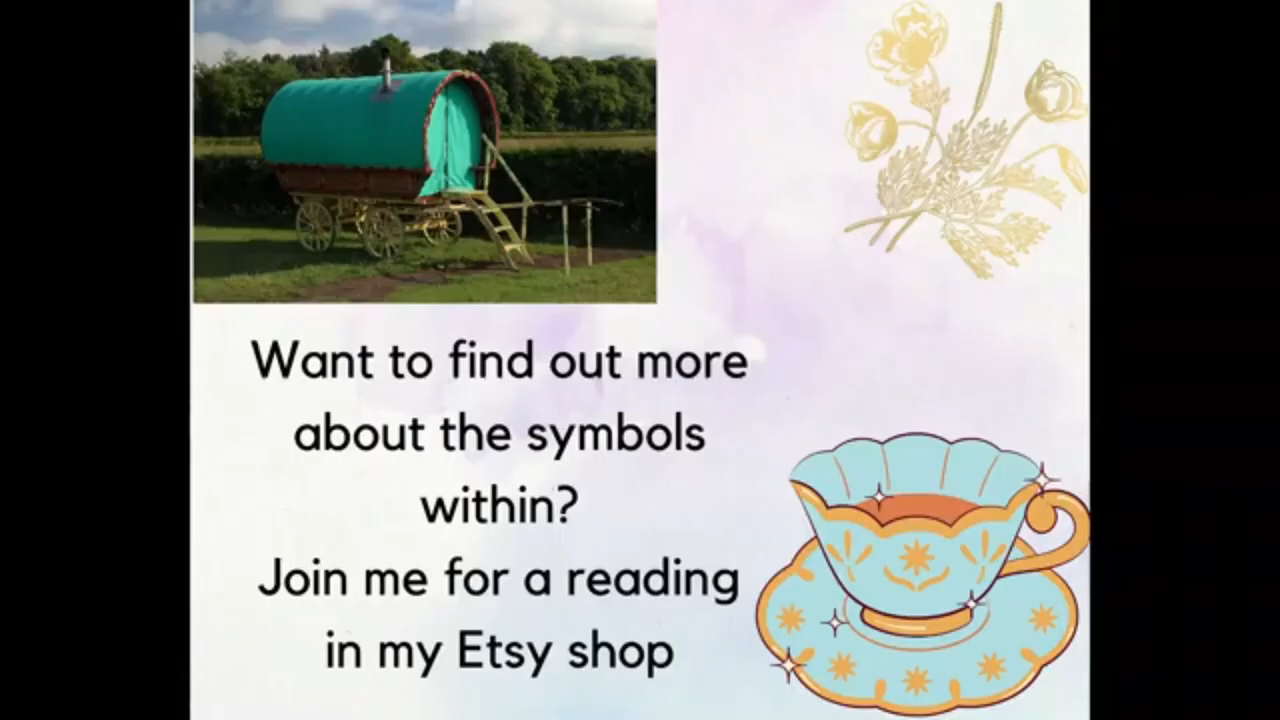 Want to find out more
about the symbols
within?
Join me for a reading
in my Etsy shop